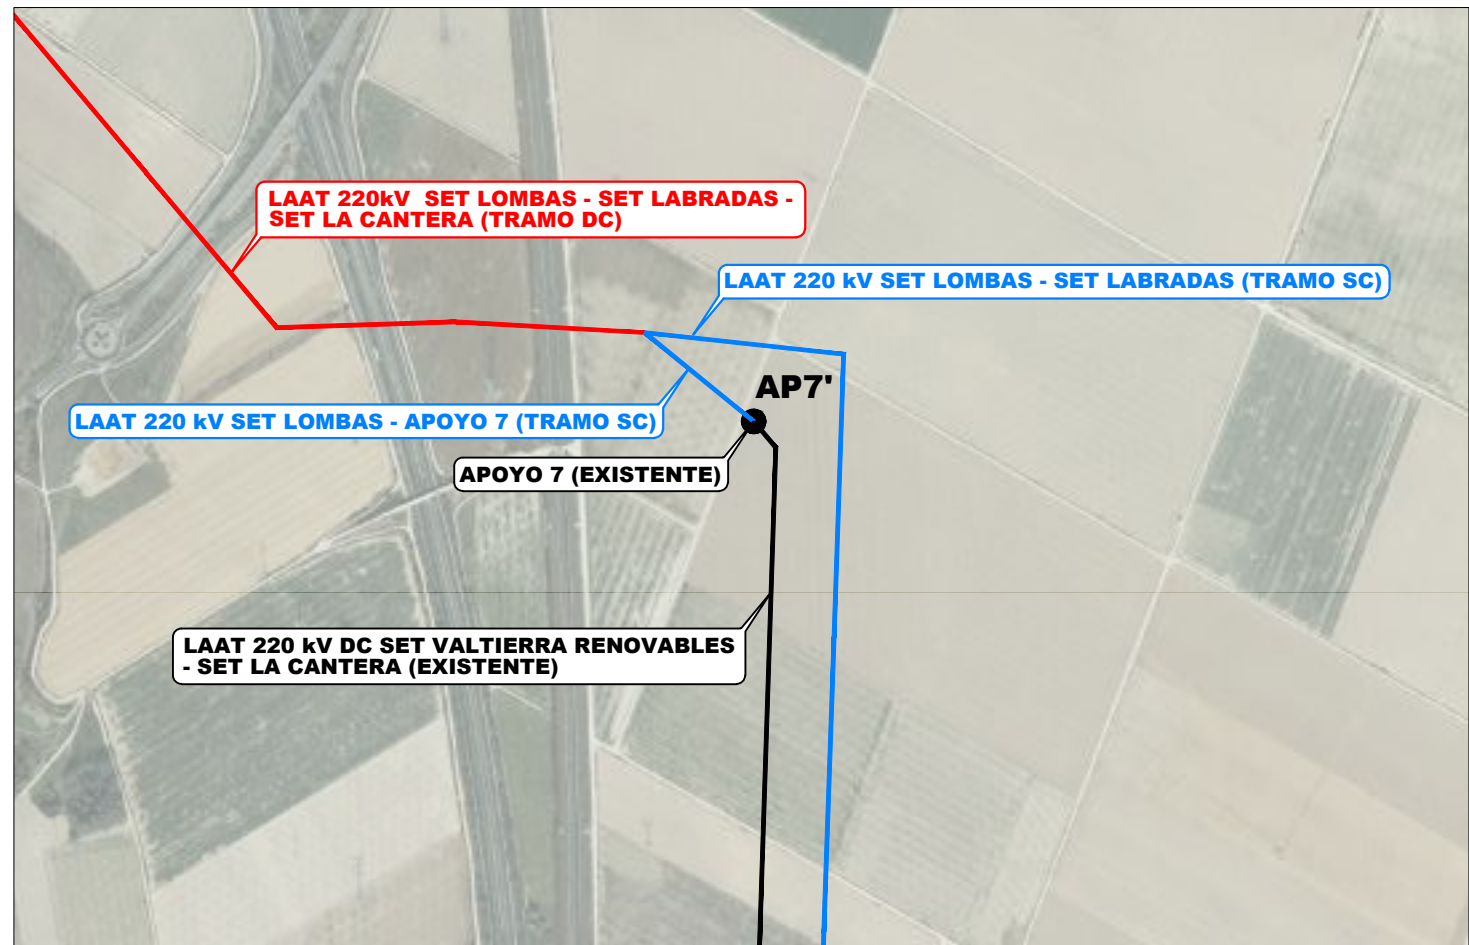 LAAT 220kV  SET LOMBAS - SET LABRADAS -
SET LA CANTERA (TRAMO DC)
LAAT 220 kV SET LOMBAS - SET LABRADAS (TRAMO SC)
AP7'
LAAT 220 kV SET LOMBAS - APOYO 7 (TRAMO SC)
APOYO 7 (EXISTENTE)
LAAT 220 kV DC SET VALTIERRA RENOVABLES
- SET LA CANTERA (EXISTENTE)